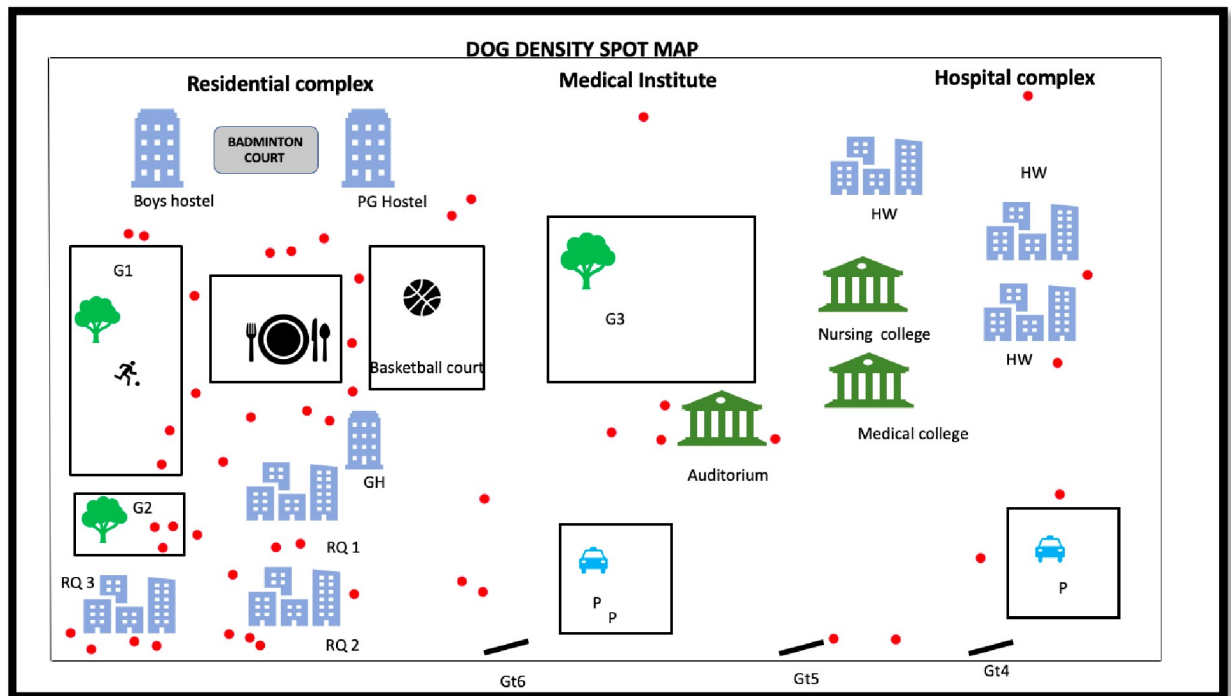 DOG DENSITY SPOT MAP
Residential complex
Medical Institute
Hospital complex
BADMINTON
COURT
Boys hostel
PG Hostel
HW
HW
G1
G3
Nursing college
Basketball court
HW
Medical college
Auditorium
GH
G2
RQ 1
RQ 3
P
P
P
RQ 2
Gt6
Gt5
Gt4